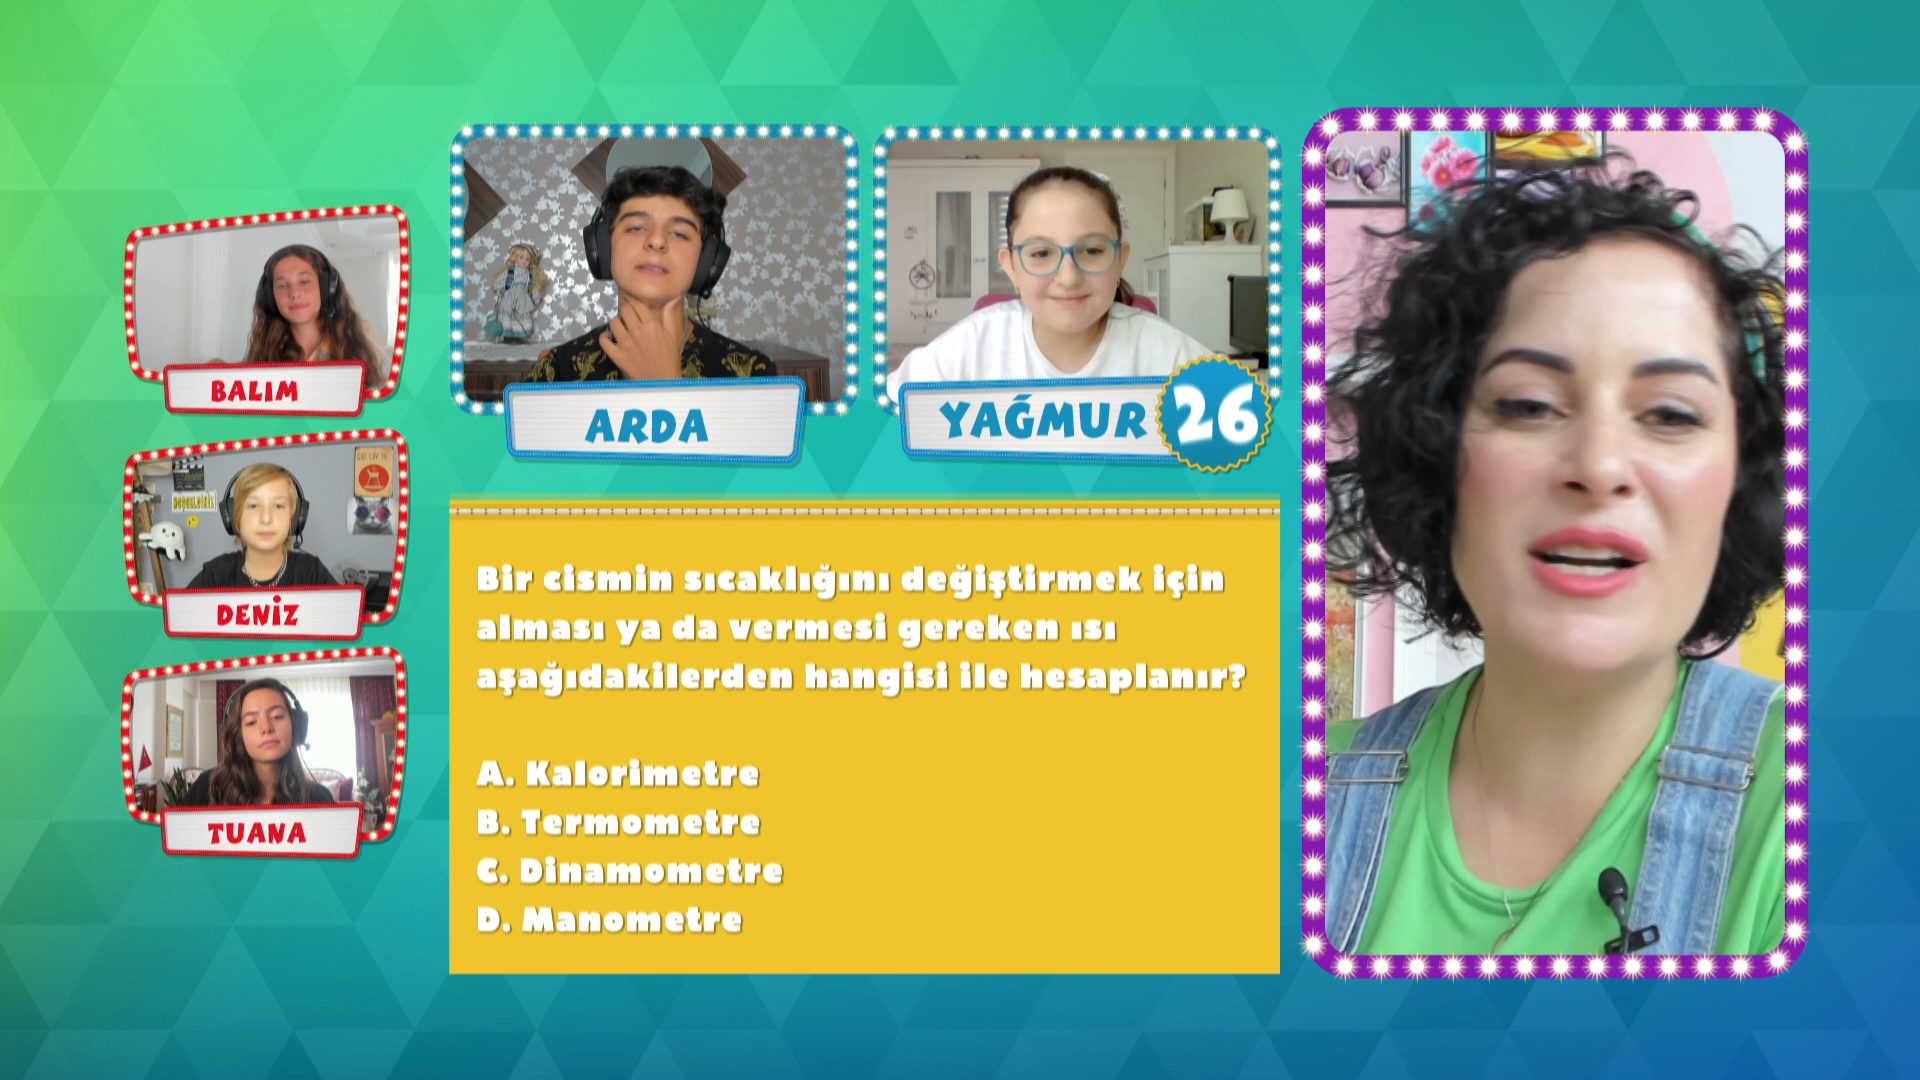 BALIM
DENİZ
TUANA
ARDA
YAĞMUR 26
Bir cismin sıcaklığını değiştirmek için
alması ya da vermesi gereken ısı
aşağıdakilerden hangisi ile hesaplanır?
A. Kalorimetre
B. Termometre
C. Dinamometre
D. Manometre